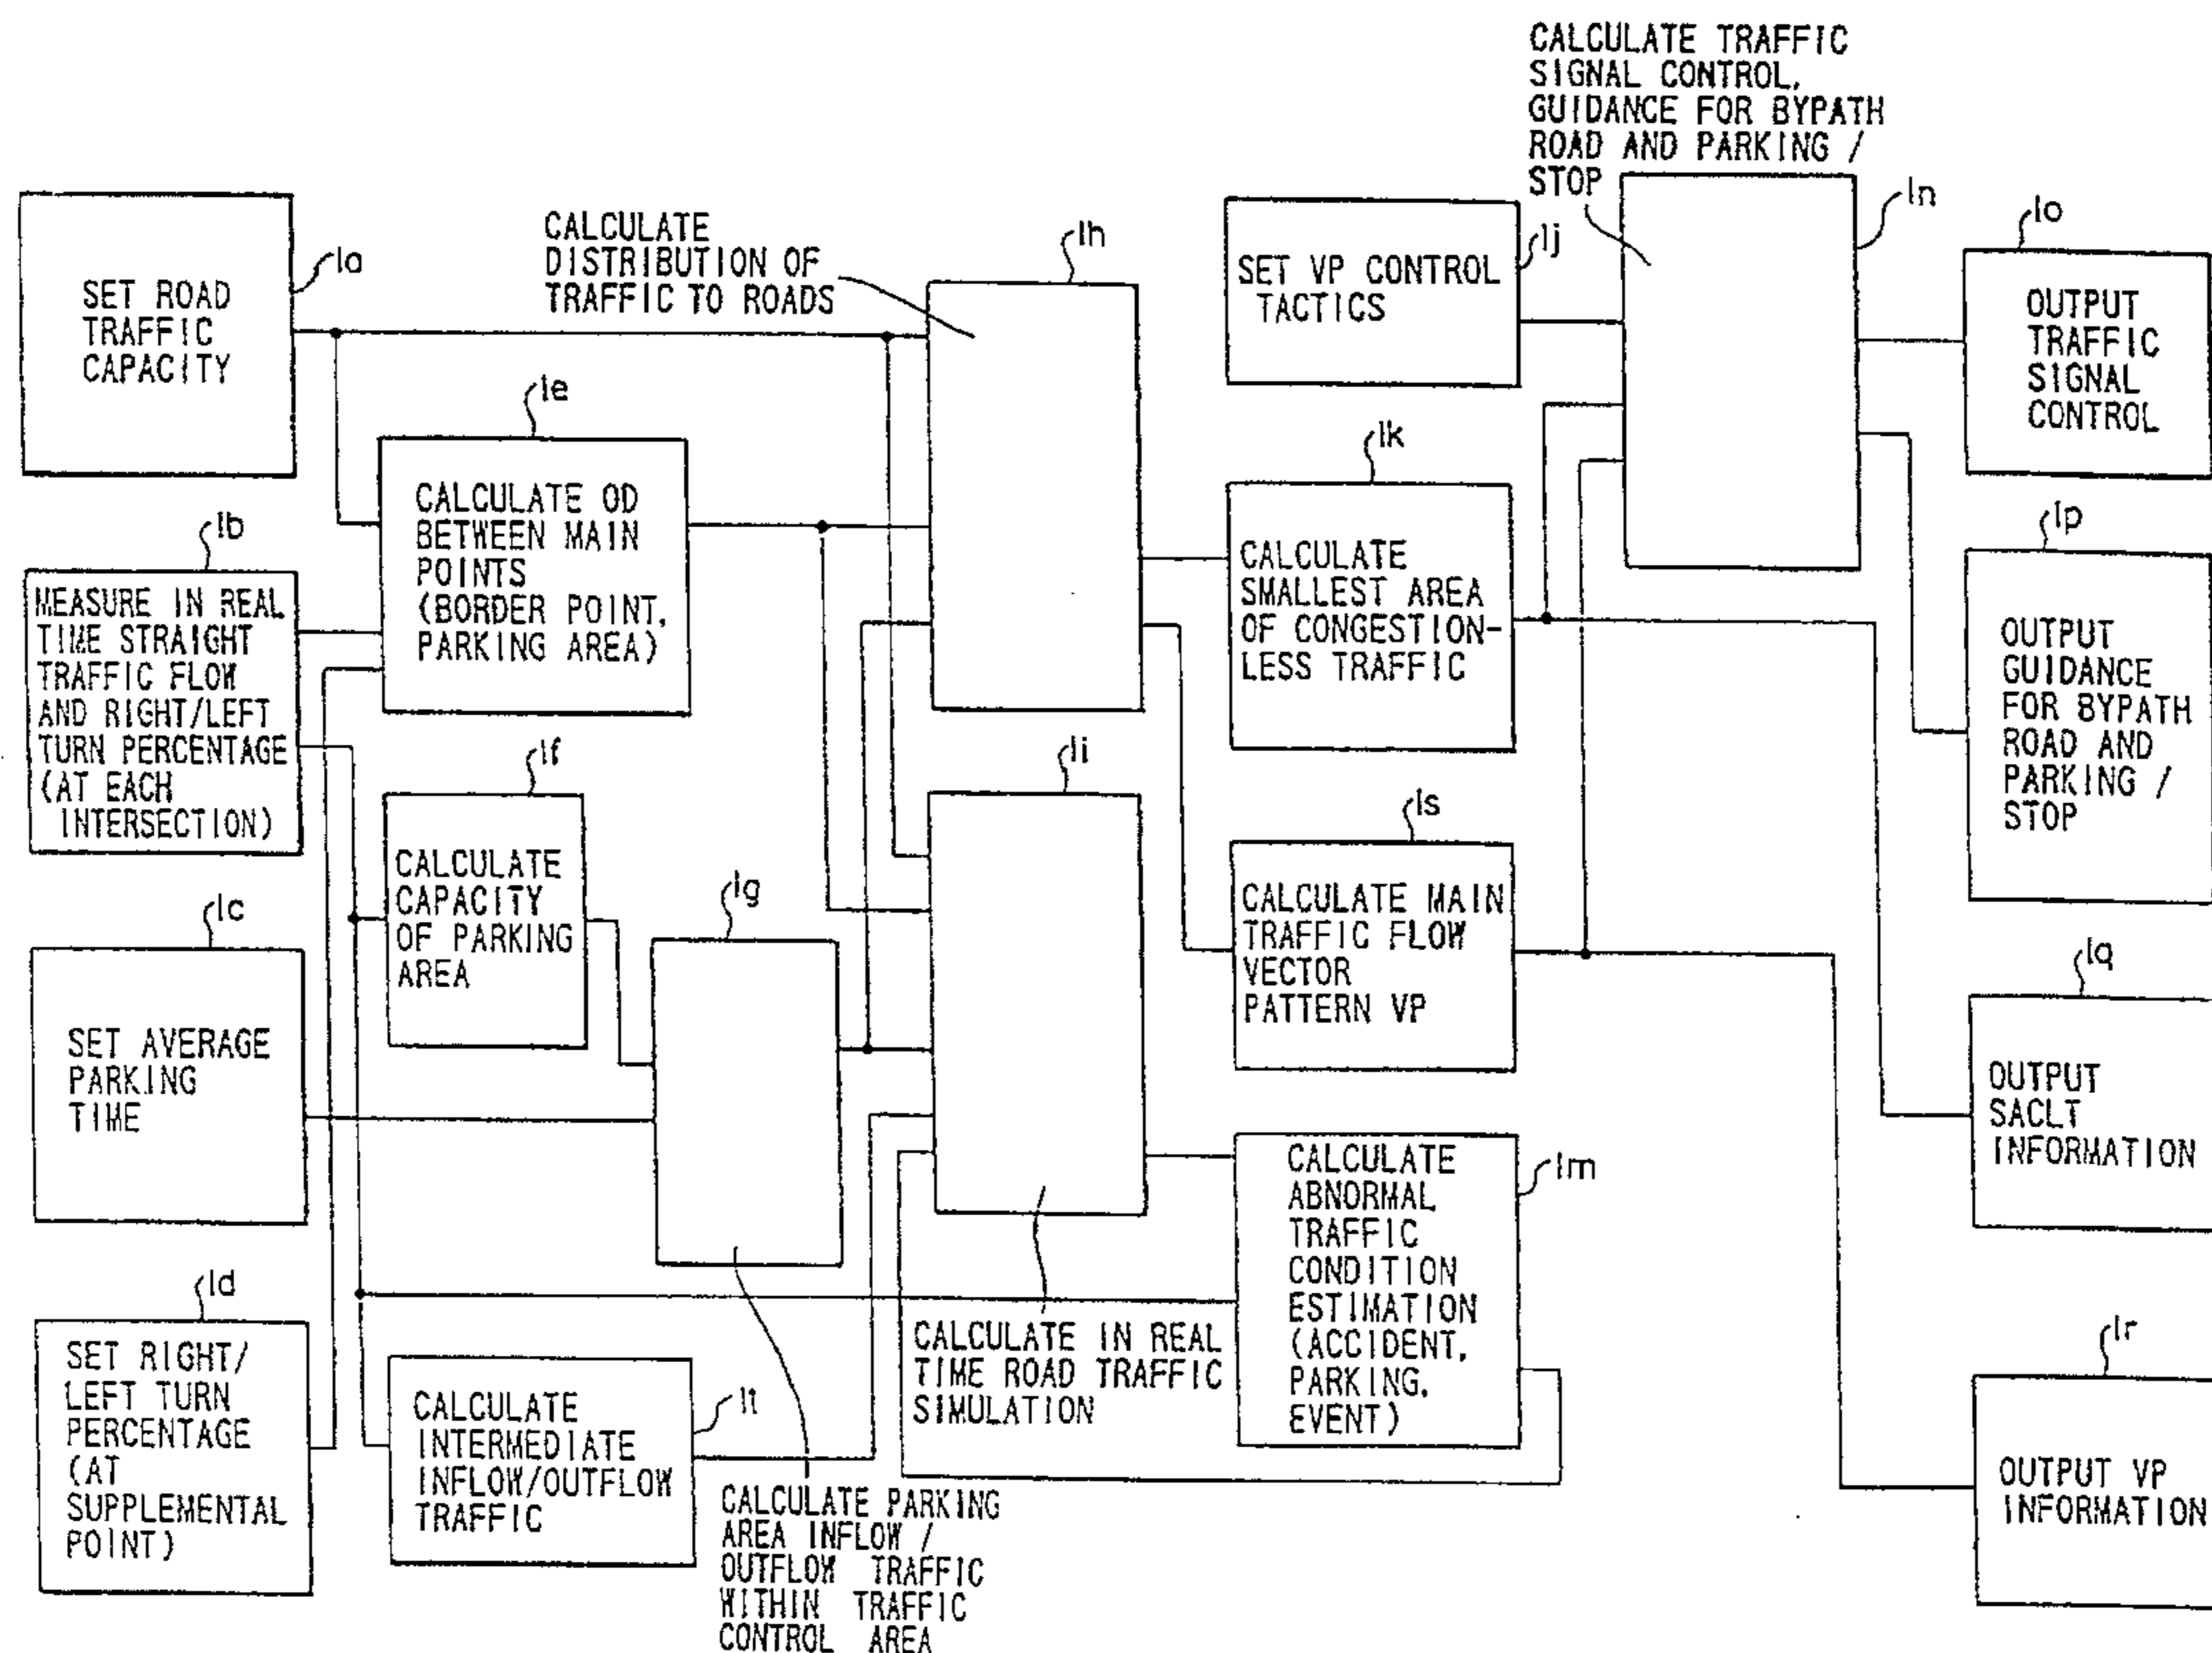 SET ROAD
TRAFFIC
CAPACITY
1a
MEASURE IN REAL
TIME STRAIGHT
TRAFFIC FLOW
AND RIGHT/LEFT
TURN PERCENTAGE
(AT EACH
INTERSECTION)
1b
SET AVERAGE
PARKING
TIME
1c
SET RIGHT/
LEFT TURN
PERCENTAGE
(AT
SUPPLEMENTAL
POINT)
1d
CALCULATE OD
BETWEEN MAIN
POINTS
(BORDER POINT,
PARKING AREA)
1e
CALCULATE
CAPACITY
OF PARKING
AREA
1f
CALCULATE
INTERMEDIATE
INFLOW/OUTFLOW
TRAFFIC
1t
1g
CALCULATE PARKING
AREA INFLOW /
OUTFLOW TRAFFIC
WITHIN TRAFFIC
CONTROL AREA
CALCULATE
DISTRIBUTION OF
TRAFFIC TO ROADS
1h
1i
CALCULATE IN REAL
TIME ROAD TRAFFIC
SIMULATION
SET VP CONTROL
TACTICS
1j
CALCULATE
SMALLEST AREA
OF CONGESTION-
LESS TRAFFIC
1k
CALCULATE MAIN
TRAFFIC FLOW
VECTOR
PATTERN VP
1s
CALCULATE
ABNORMAL
TRAFFIC
CONDITION
ESTIMATION
(ACCIDENT,
PARKING,
EVENT)
1m
CALCULATE TRAFFIC
SIGNAL CONTROL,
GUIDANCE FOR BYPATH
ROAD AND PARKING /
STOP
1n
OUTPUT
TRAFFIC
SIGNAL
CONTROL
1o
OUTPUT
GUIDANCE
FOR BYPATH
ROAD AND
PARKING /
STOP
1p
OUTPUT
SACLT
INFORMATION
1q
OUTPUT VP
INFORMATION
1r